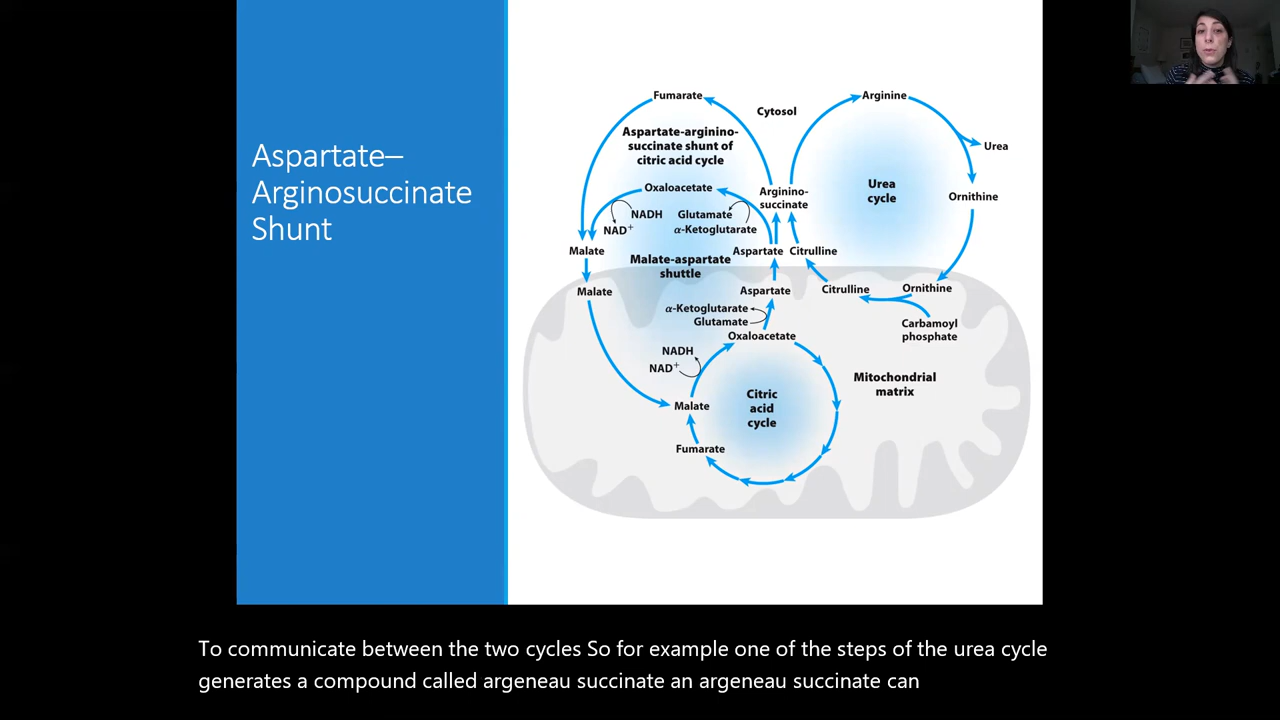 Aspartate–
Arginosuccinate
Shunt
Fumarate
Cytosol
Arginine
Aspartate-arginino-
succinate shunt of
citric acid cycle
Urea
Oxaloacetate
Arginino-
succinate
Urea
cycle
Ornithine
NADH
NAD+
Glutamate
α-Ketoglutarate
Malate
Malate-aspartate
shuttle
Aspartate
Citrulline
Malate
Aspartate
Citrulline
Ornithine
α-Ketoglutarate
Glutamate
Carbamoyl
phosphate
Oxaloacetate
NADH
NAD+
Mitochondrial
matrix
Malate
Citric
acid
cycle
Fumarate
To communicate between the two cycles So for example one of the steps of the urea cycle
generates a compound called argeneau succinate an argeneau succinate can